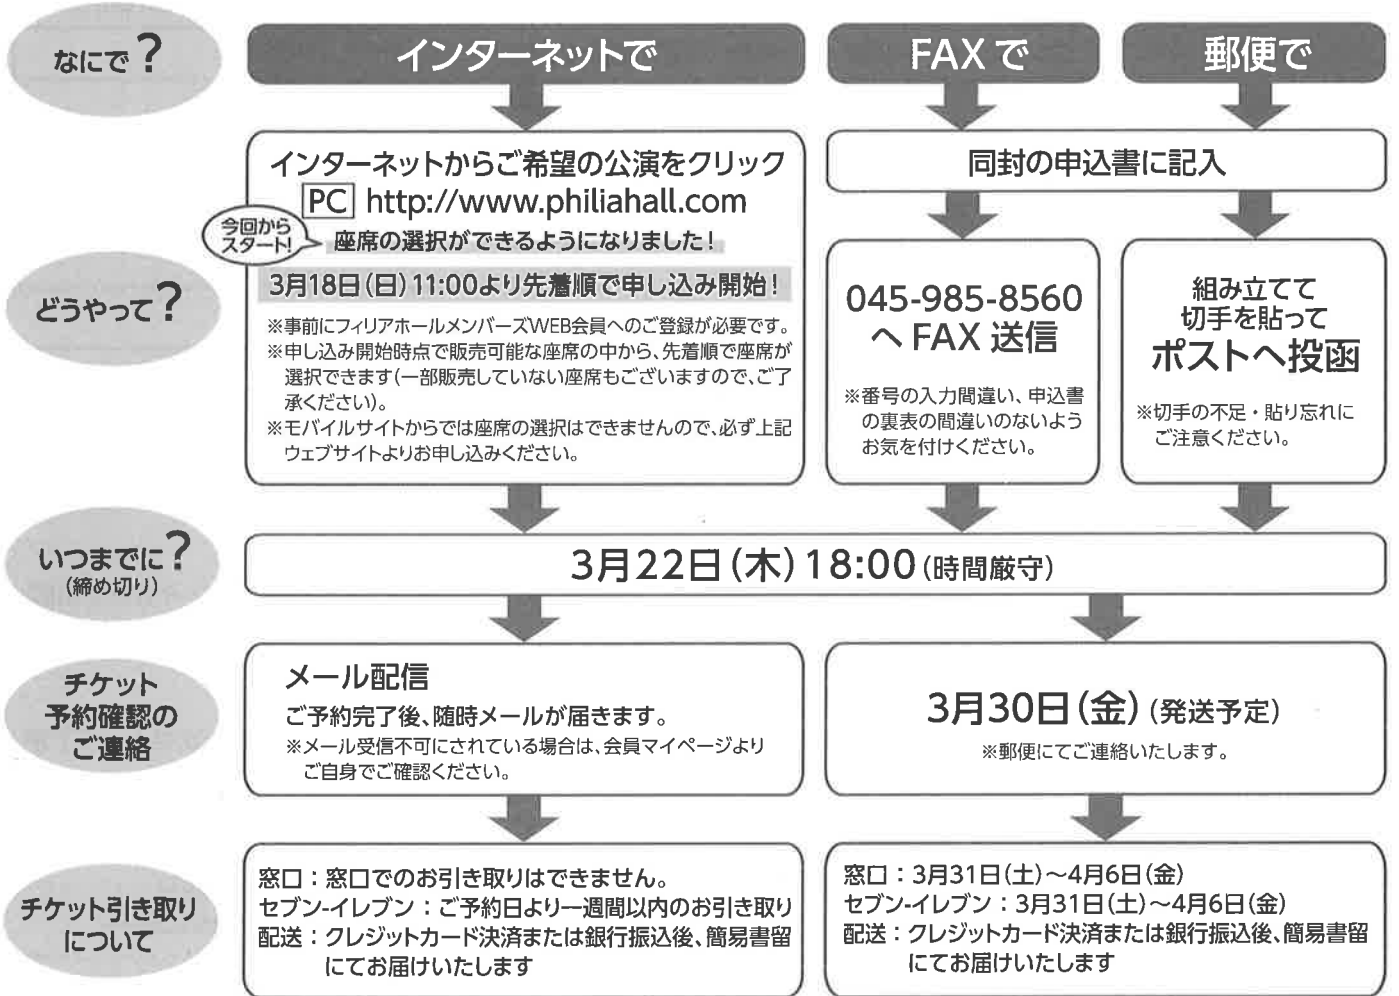 なにで？
インターネットで
FAXで
郵便で
どうやって？
インターネットからご希望の公演をクリック
PC http://www.philiahall.com
今回から
スタート!
座席の選択ができるようになりました!
3月18日(日)11:00より先着順で申し込み開始!
※事前にフィリアホールメンバーズWEB会員へのご登録が必要です。
※申し込み開始時点で販売可能な座席の中から、先着順で座席が
選択できます(一部販売していない座席もございますので、ご了
承ください)。
※モバイルサイトからでは座席の選択はできませんので、必ず上記
ウェブサイトよりお申し込みください。
同封の申込書に記入
045-985-8560
へFAX 送信
※番号の入力間違い、申込書
の裏表の間違いのないよう
お気を付けください。
組み立てて
切手を貼って
ポストへ投函
※切手の不足・貼り忘れに
ご注意ください。
いつまでに？
(締め切り)
3月22日(木)18:00(時間厳守)
チケット
予約確認の
ご連絡
メール配信
ご予約完了後、随時メールが届きます。
※メール受信不可にされている場合は、会員マイページより
ご自身でご確認ください。
3月30日(金)(発送予定)
※郵便にてご連絡いたします。
チケット引き取り
について
窓口：窓口でのお引き取りはできません。
セブン-イレブン：ご予約日より一週間以内のお引き取り
配送：クレジットカード決済または銀行振込後、簡易書留
にてお届けいたします
窓口：3月31日(土)～4月6日(金)
セブン-イレブン：3月31日(土)～4月6日(金)
配送：クレジットカード決済または銀行振込後、簡易書留
にてお届けいたします